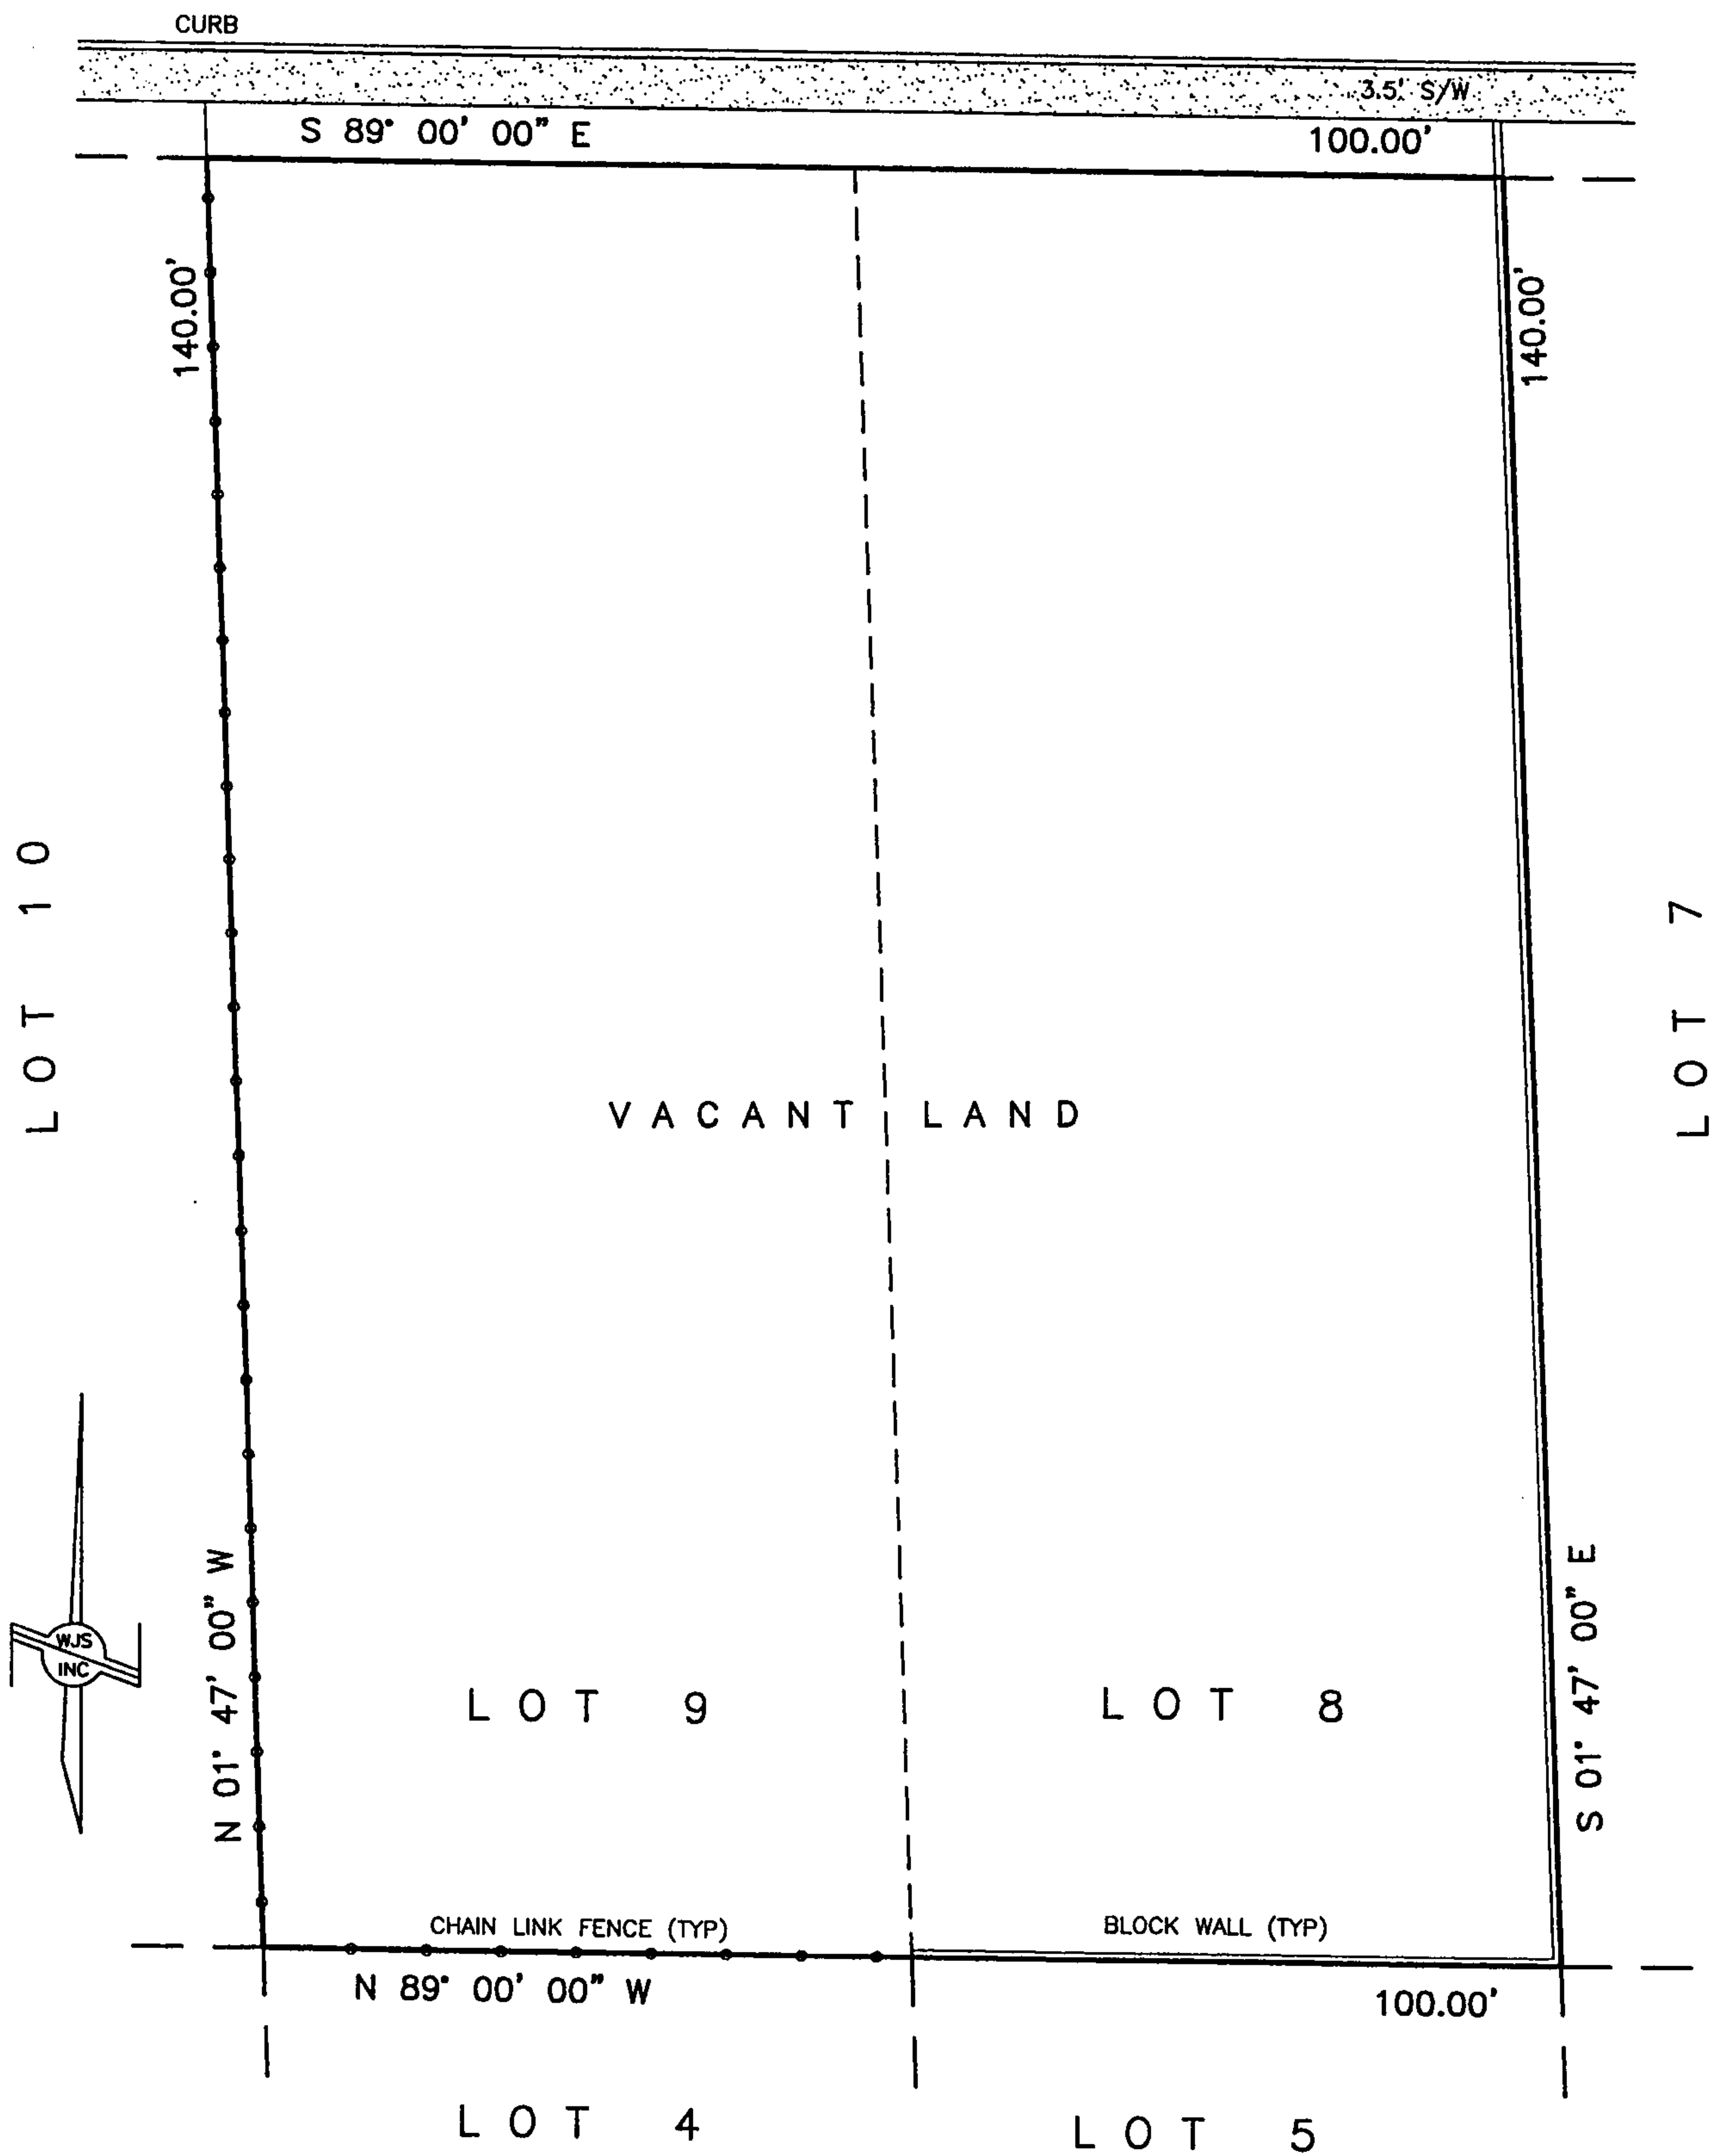 CURB
3.5' S/W
S 89° 00' 00" E
100.00'
140.00'
140.00'
LOT 10
LOT 7
VACANT LAND
N 01° 47' 00" W
S 01° 47' 00" E
WJS
INC
LOT 9
LOT 8
CHAIN LINK FENCE (TYP)
BLOCK WALL (TYP)
N 89° 00' 00" W
100.00'
LOT 4
LOT 5